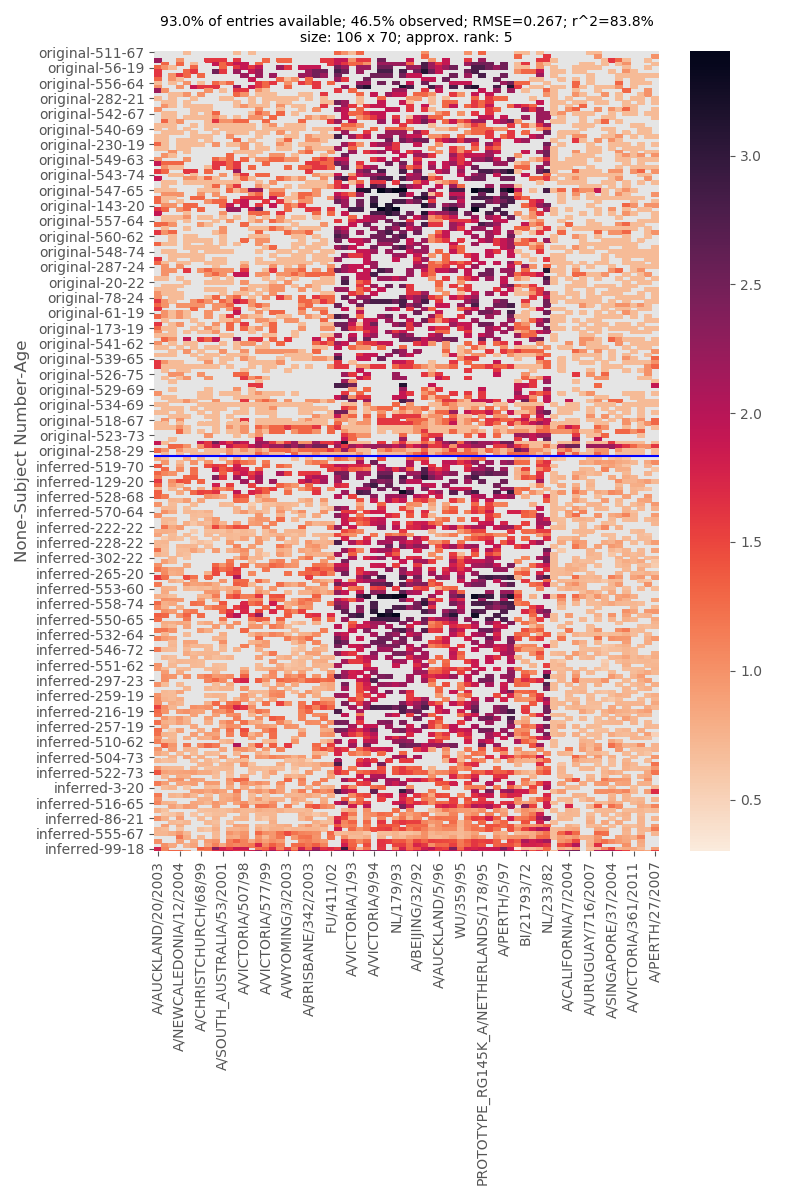 93.0% of entries available; 46.5% observed; RMSE=0.267; r^2=83.8%
size: 106 x 70; approx. rank: 5
None-Subject Number-Age
original-511-67
original-56-19
original-556-64
original-282-21
original-542-67
original-540-69
original-230-19
original-549-63
original-543-74
original-547-65
original-143-20
original-557-64
original-560-62
original-548-74
original-287-24
original-20-22
original-78-24
original-61-19
original-173-19
original-541-62
original-539-65
original-526-75
original-529-69
original-534-69
original-518-67
original-523-73
original-258-29
inferred-519-70
inferred-129-20
inferred-528-68
inferred-570-64
inferred-222-22
inferred-228-22
inferred-302-22
inferred-265-20
inferred-553-60
inferred-558-74
inferred-550-65
inferred-532-64
inferred-546-72
inferred-551-62
inferred-297-23
inferred-259-19
inferred-216-19
inferred-257-19
inferred-510-62
inferred-504-73
inferred-522-73
inferred-3-20
inferred-516-65
inferred-86-21
inferred-555-67
inferred-99-18
3.0
2.5
2.0
1.5
1.0
0.5
A/AUCKLAND/20/2003
A/NEWCALEDONIA/12/2004
A/CHRISTCHURCH/68/99
A/SOUTH_AUSTRALIA/53/2001
A/VICTORIA/507/98
A/VICTORIA/577/99
A/WYOMING/3/2003
A/BRISBANE/342/2003
FU/411/02
A/VICTORIA/1/93
A/VICTORIA/9/94
NL/179/93
A/BEIJING/32/92
A/AUCKLAND/5/96
WU/359/95
PROTOTYPE_RG145K_A/NETHERLANDS/178/95
A/PERTH/5/97
BI/21793/72
NL/233/82
A/CALIFORNIA/7/2004
A/URUGUAY/716/2007
A/SINGAPORE/37/2004
A/VICTORIA/361/2011
A/PERTH/27/2007